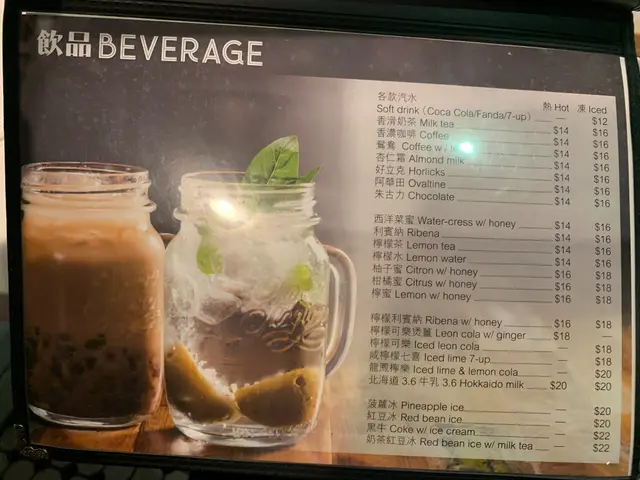 飲品 BEVERAGE
熱 Hot 凍 Iced
各款汽水
Soft drink (Coca Cola/Fanda/7-up) — $12
香滑奶茶 Milk tea $14 $16
香濃咖啡 Coffee $14 $16
鴛鴦 Coffee w/ $14 $16
杏仁霜 Almond milk $14 $16
好立克 Horlicks $14 $16
阿華田 Ovaltine $14 $16
朱古力 Chocolate $14 $16
西洋菜蜜 Water-cress w/ honey $14 $16
利賓納 Ribena $14 $16
檸檬茶 Lemon tea $14 $16
檸檬水 Lemon water $14 $16
柚子蜜 Citron w/ honey $16 $18
柑橘蜜 Citrus w/ honey $16 $18
檸蜜 Lemon w/ honey $16 $18
檸檬利賓納 Ribena w/ honey $16 $18
檸檬可樂煲薑 Leon cola w/ ginger $18 —
檸檬可樂 Iced leon cola — $18
咸檸檬七喜 Iced lime 7-up — $18
龍鳳檸樂 Iced lime & lemon cola — $20
北海道 3.6 牛乳 3.6 Hokkaido milk $20 $20
菠蘿冰 Pineapple ice — $20
紅豆冰 Red bean ice — $20
黑牛 Coke w/ ice cream — $22
奶茶紅豆冰 Red bean ice w/ milk tea — $22